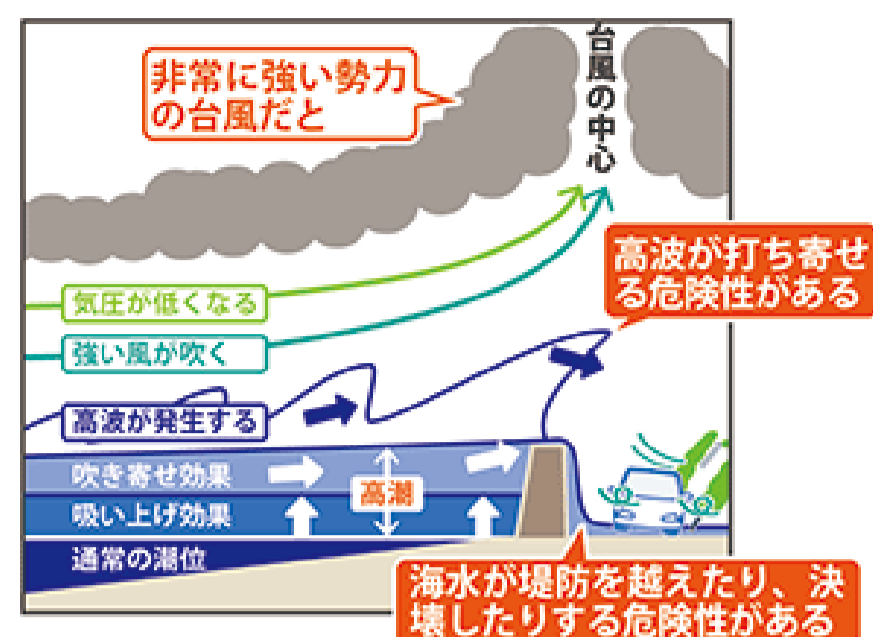 台風の中心
非常に強い勢力
の台風だと
高波が打ち寄せ
る危険性がある
気圧が低くなる
強い風が吹く
高波が発生する
吹き寄せ効果
高潮
吸い上げ効果
通常の潮位
海水が堤防を越えたり、決
壊したりする危険性がある